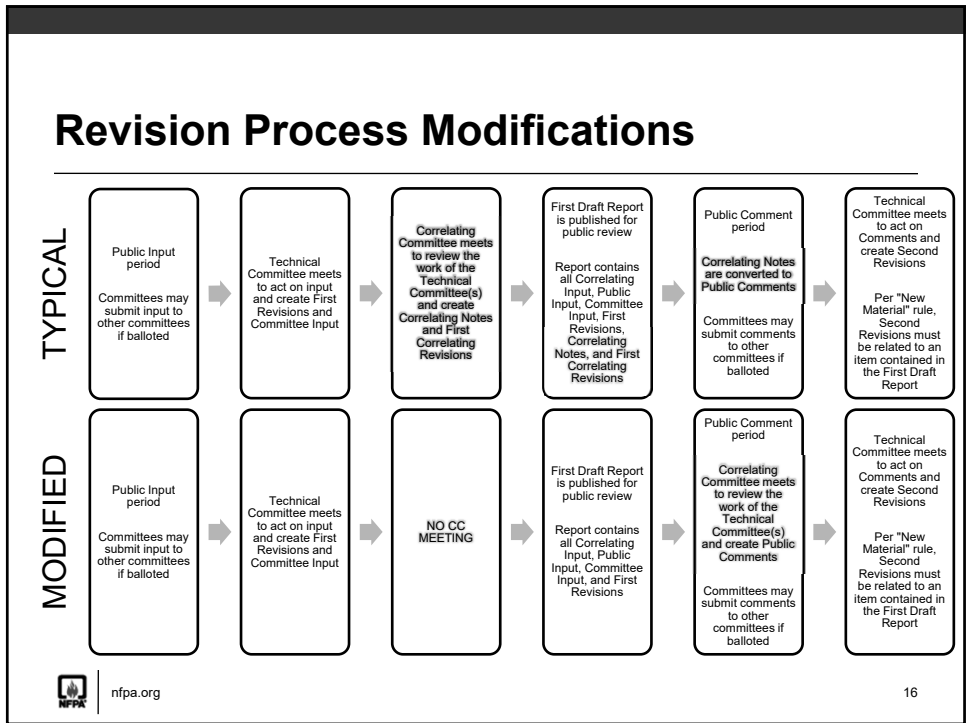 Revision Process Modifications
TYPICAL
Public Input
period
Committees may
submit input to
other committees
if balloted
Technical
Committee meets
to act on input
and create First
Revisions and
Committee Input
Correlating
Committee meets
to review the
work of the
Technical
Committee(s)
and create
Correlating Notes
and First
Correlating
Revisions
First Draft Report
is published for
public review
Report contains
all Correlating
Input, Public
Input, Committee
Input, First
Revisions,
Correlating
Notes, and First
Correlating
Revisions
Public Comment
period
Correlating Notes
are converted to
Public Comments
Committees may
submit comments
to other
committees if
balloted
Technical
Committee meets
to act on
Comments and
create Second
Revisions
Per "New
Material" rule,
Second
Revisions must
be related to an
item contained in
the First Draft
Report
MODIFIED
Public Input
period
Committees may
submit input to
other committees
if balloted
Technical
Committee meets
to act on input
and create First
Revisions and
Committee Input
NO CC
MEETING
First Draft Report
is published for
public review
Report contains
all Correlating
Input, Public
Input, Committee
Input, and First
Revisions
Public Comment
period
Correlating
Committee meets
to review the
work of the
Technical
Committee(s)
and create Public
Comments
Committees may
submit comments
to other
committees if
balloted
Technical
Committee meets
to act on
Comments and
create Second
Revisions
Per "New
Material" rule,
Second
Revisions must
be related to an
item contained in
the First Draft
Report
NFPA
nfpa.org
16